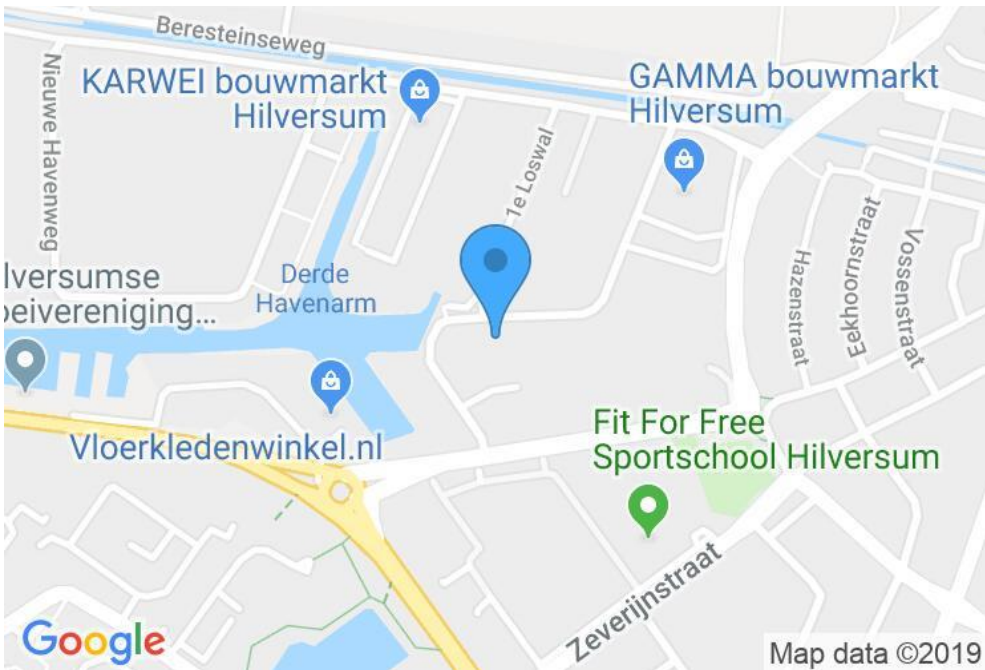 Beresteinseweg
Nieuwe Havenweg
KARWEI bouwmarkt
Hilversum
GAMMA bouwmarkt
Hilversum
1e Loswal
Hazenstraat
Eekhoornstraat
Vossenstraat
Derde
Havenarm
lversumse
oeivereniging...
Vloerkledenwinkel.nl
Fit For Free
Sportschool Hilversum
Zeverijnstraat
Google
Map data ©2019